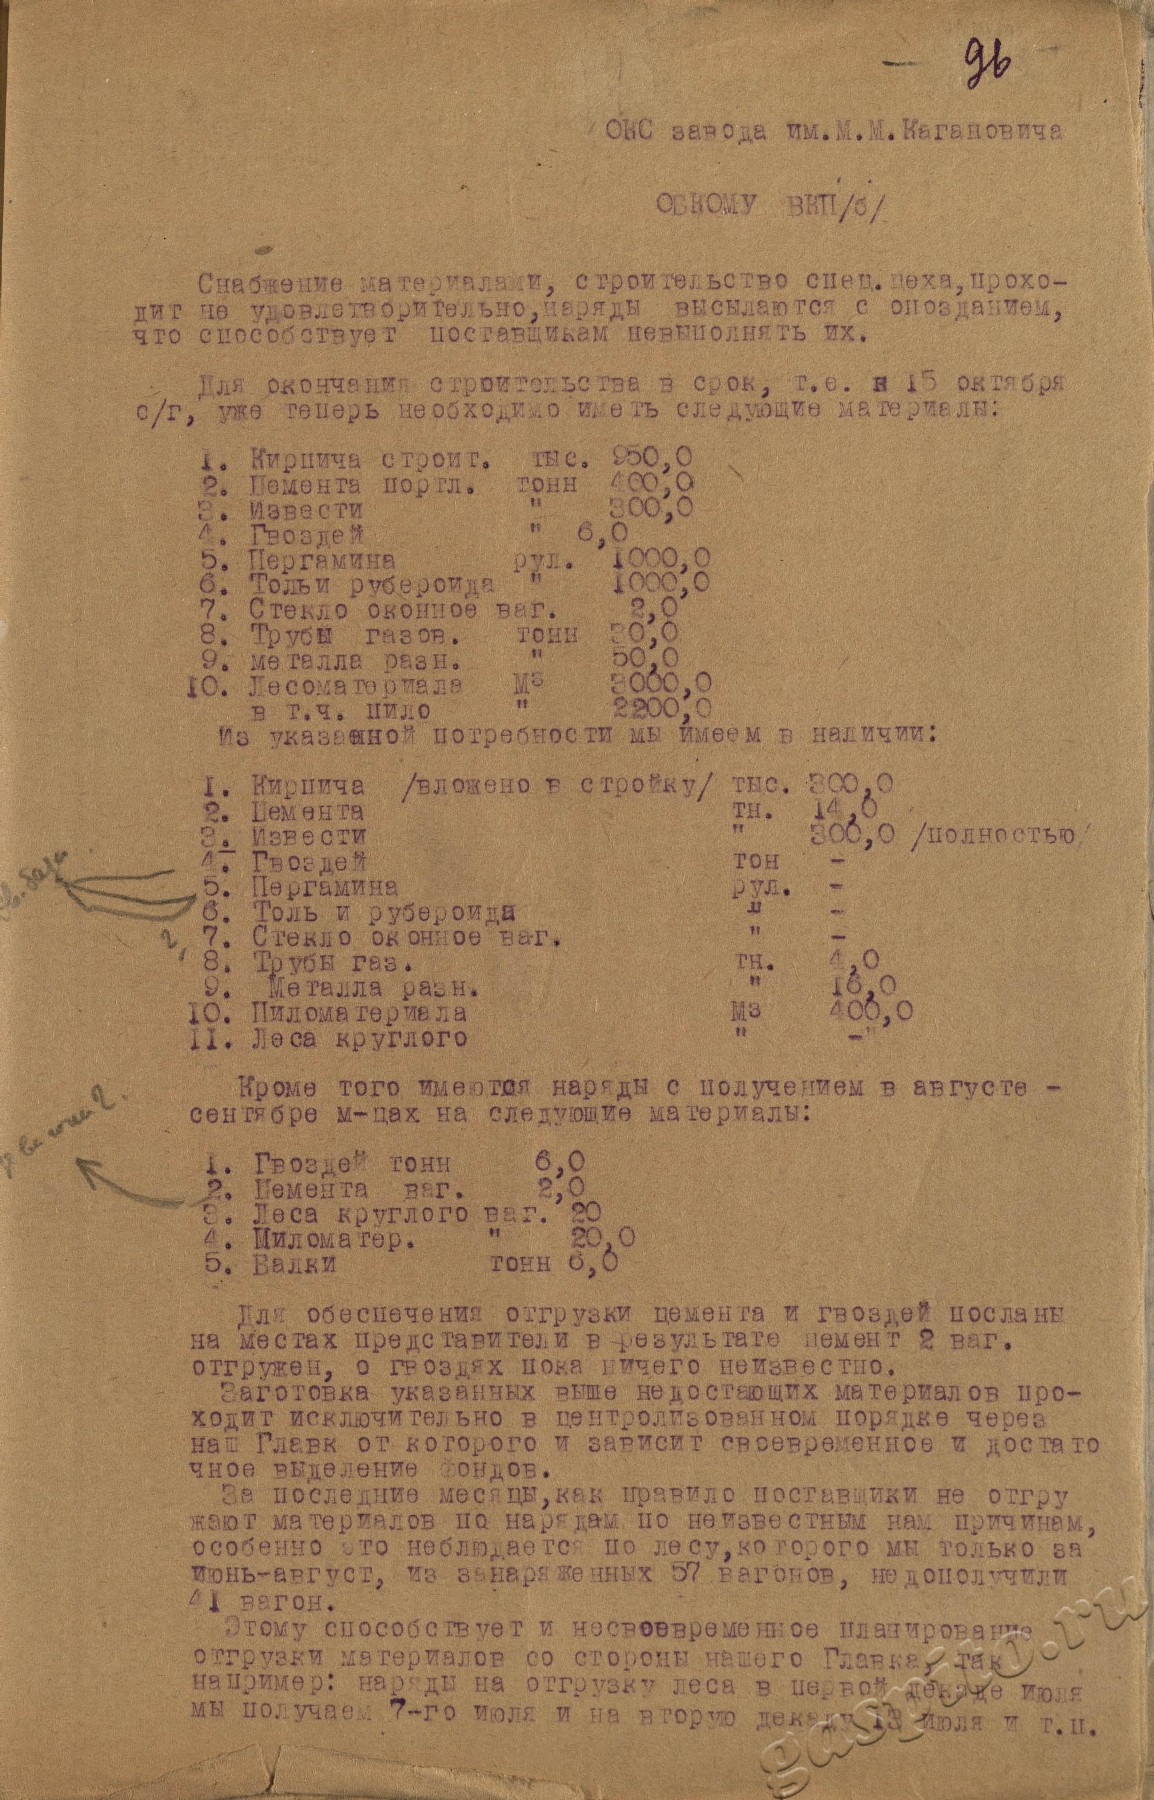 96
ОКС завода им.М.М.Кагановича
ОБКОМУ ВКП/б/
Снабжение материалами, строительство спец.цеха,прохо-
дит не удовлетворительно,наряды высылаются с опозданием,
что способствует поставщикам невыполнять их.
Для окончания строительства в срок, т.е. к 15 октября
с/г, уже теперь необходимо иметь следующие материалы:
1. Кирпича строит. тыс. 950,0
2. Цемента портл. тонн 400,0
3. Извести " 300,0
4. Гвоздей " 6,0
5. Пергамина рул. 1000,0
6. Тольи рубероида " 1000,0
7. Стекло оконное ваг. 2,0
8. Трубы газов. тонн 30,0
9. металла разн. " 50,0
10. Лесоматериала М3 3000,0
в т.ч. пило " 2200,0
Из указанной потребности мы имеем в наличии:
1. Кирпича /вложено в стройку/ тыс. 300,0
2. Цемента тн. 14,0
3. Извести " 300,0 /полностью/
4. Гвоздей тон -
5. Пергамина рул. -
6. Толь и рубероида " -
7. Стекло оконное ваг. " -
8. Трубы газ. тн. 4,0
9. Металла разн. " 16,0
10. Пиломатериала М3 400,0
11. Леса круглого " -"
Кроме того имеются наряды с получением в августе -
сентябре м-цах на следующие материалы:
1. Гвоздей тонн 6,0
2. Цемента ваг. 2,0
3. Леса круглого ваг. 20
4. Пиломатер. " 20,0
5. Балки тонн 6,0
Для обеспечения отгрузки цемента и гвоздей посланы
на местах представители в результате цемент 2 ваг.
отгружен, о гвоздях пока ничего неизвестно.
Заготовка указанных выше недостающих материалов про-
ходит исключительно в централизованном порядке через
наш Главк от которого и зависит своевременное и достато
чное выделение фондов.
За последние месяцы,как правило поставщики не отгру
жают материалов по нарядам по неизвестным нам причинам,
особенно это неблюдается по лесу,которого мы только за
июнь-август, из занаряженных 57 вагонов, недополучили
41 вагон.
Этому способствует и несвоевременное планирование
отгрузки материалов со стороны нашего Главка, так
например: наряды на отгрузку леса в первой декаде июля
мы получаем 7-го июля и на вторую декаду 13 июля и т.п.
gaspiko.ru